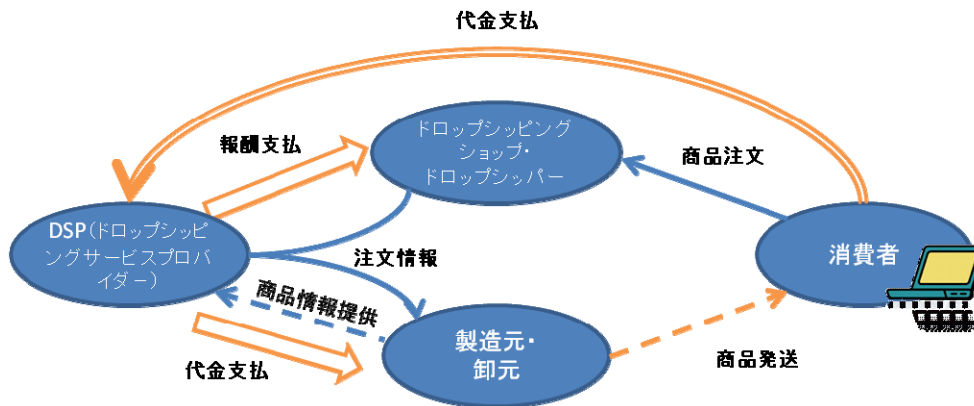 代金支払
報酬支払
ドロップシッピング
ショップ・
ドロップシッパー
商品注文
DSP(ドロップシッピ
ングサービスプロバ
イダー)
注文情報
消費者
商品情報提供
製造元・
卸元
代金支払
商品発送